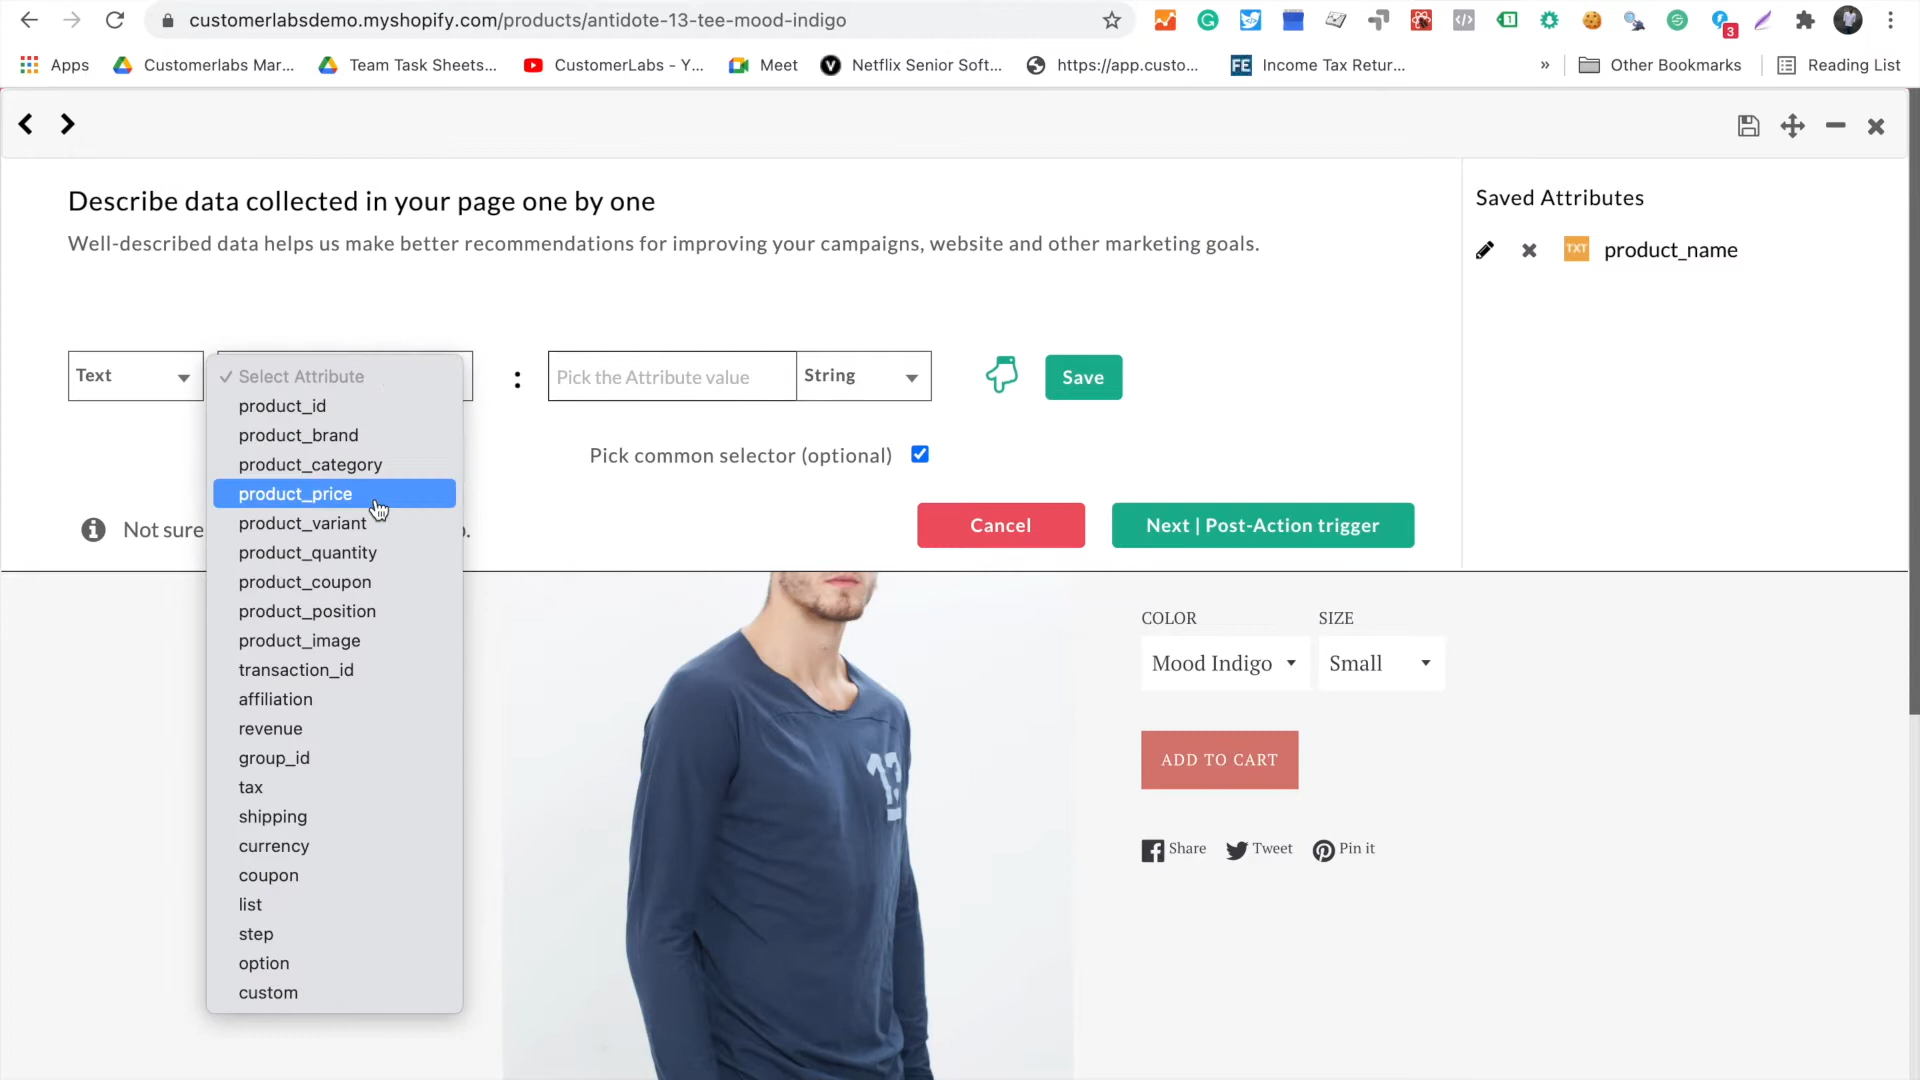 customerlabsdemo.myshopify.com/products/antidote-13-tee-mood-indigo
1
3
Apps
Customerlabs Mar...
Team Task Sheets...
CustomerLabs - Y...
Meet
V
Netflix Senior Soft...
https://app.custo...
FE
Income Tax Retur...
»
Other Bookmarks
Reading List
Describe data collected in your page one by one
Well-described data helps us make better recommendations for improving your campaigns, website and other marketing goals.
Saved Attributes
TXT product_name
Text
✓ Select Attribute
:
Pick the Attribute value
String
Save
product_id
product_brand
product_category
product_price
product_variant
product_quantity
product_coupon
product_position
product_image
transaction_id
affiliation
revenue
group_id
tax
shipping
currency
coupon
list
step
option
custom
Pick common selector (optional)
Not sure
Cancel
Next | Post-Action trigger
COLOR
SIZE
Mood Indigo
Small
13
ADD TO CART
Share
Tweet
Pin it